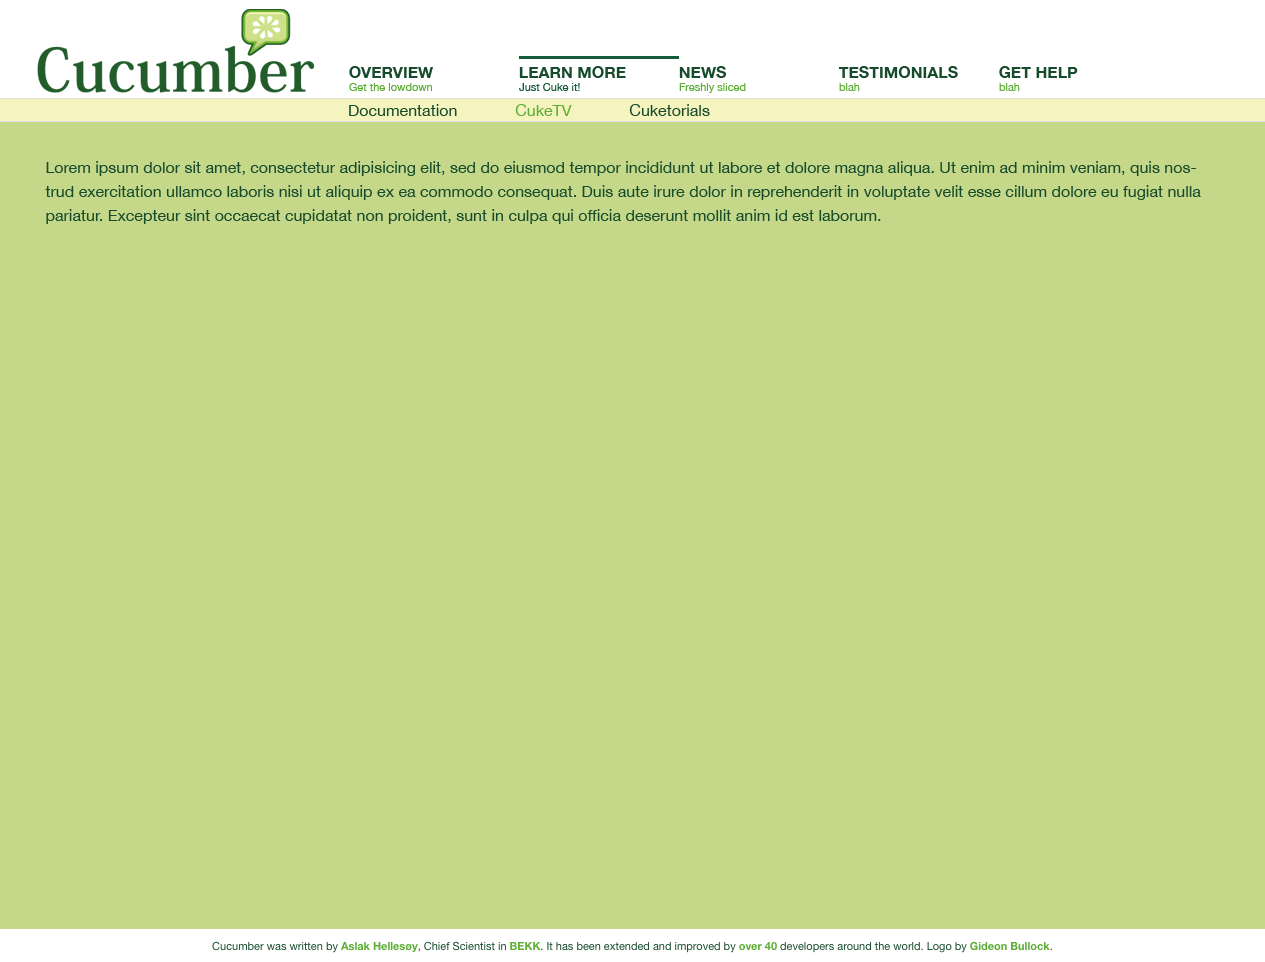 Cucumber
OVERVIEW
Get the lowdown
LEARN MORE
Just Cuke it!
NEWS
Freshly sliced
TESTIMONIALS
blah
GET HELP
blah
Documentation
CukeTV
Cuketorials
Lorem ipsum dolor sit amet, consectetur adipisicing elit, sed do eiusmod tempor incididunt ut labore et dolore magna aliqua. Ut enim ad minim veniam, quis nos-
trud exercitation ullamco laboris nisi ut aliquip ex ea commodo consequat. Duis aute irure dolor in reprehenderit in voluptate velit esse cillum dolore eu fugiat nulla
pariatur. Excepteur sint occaecat cupidatat non proident, sunt in culpa qui officia deserunt mollit anim id est laborum.
Cucumber was written by Aslak Hellesøy, Chief Scientist in BEKK. It has been extended and improved by over 40 developers around the world. Logo by Gideon Bullock.